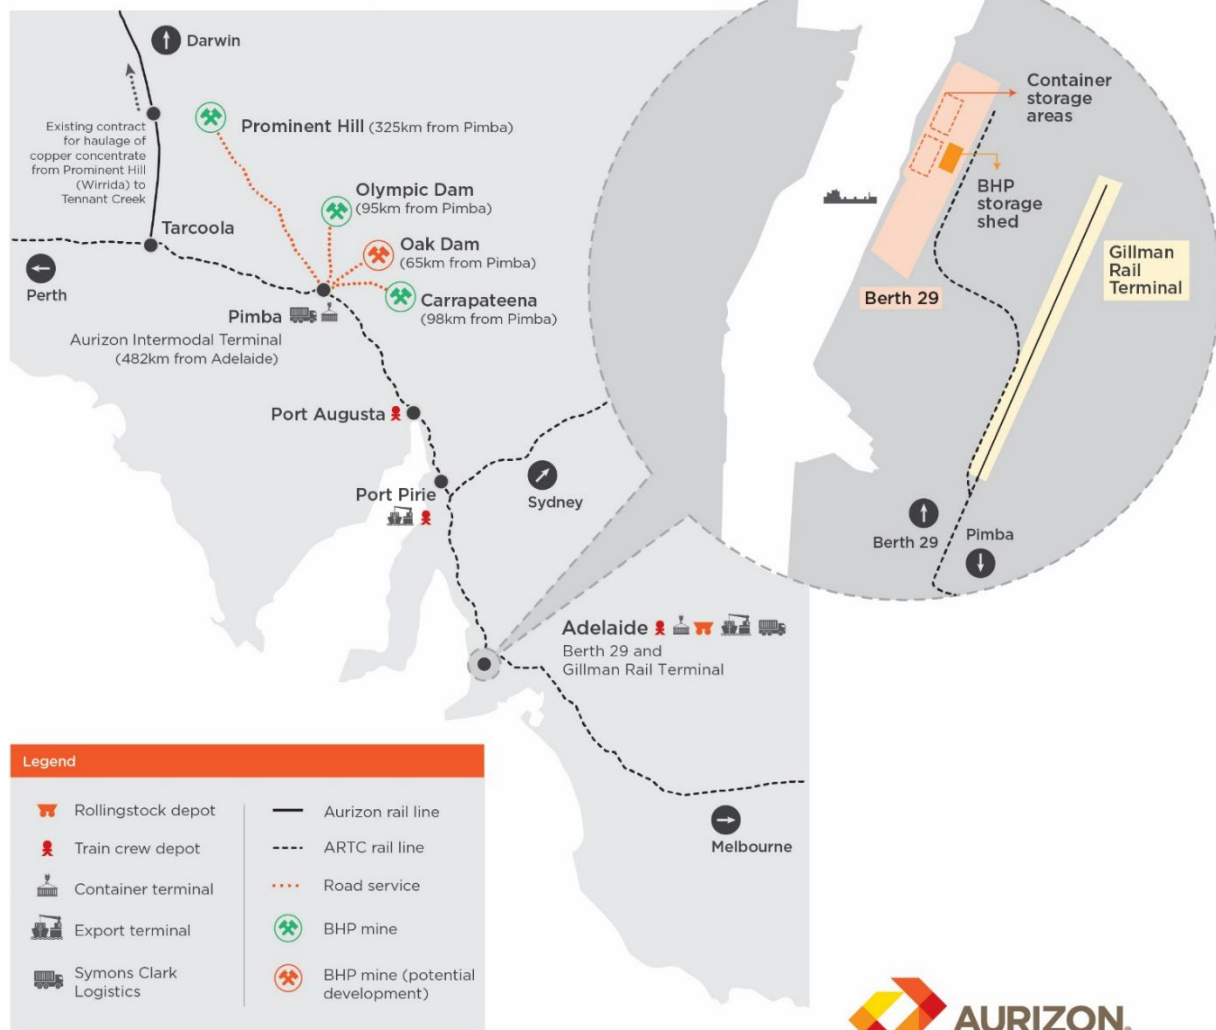 Darwin
Existing contract
for haulage of
copper concentrate
from Prominent Hill
(Wirrida) to
Tennant Creek
Prominent Hill (325km from Pimba)
Olympic Dam
(95km from Pimba)
Oak Dam
(65km from Pimba)
Carrapateena
(98km from Pimba)
Tarcoola
Perth
Pimba
Aurizon Intermodal Terminal
(482km from Adelaide)
Port Augusta
Port Pirie
Sydney
Adelaide
Berth 29 and
Gillman Rail Terminal
Melbourne
Container
storage
areas
BHP
storage
shed
Berth 29
Gillman
Rail
Terminal
Berth 29
Pimba
Legend
Rollingstock depot
Train crew depot
Container terminal
Export terminal
Symons Clark
Logistics
Aurizon rail line
ARTC rail line
Road service
BHP mine
BHP mine (potential
development)
AURIZON.